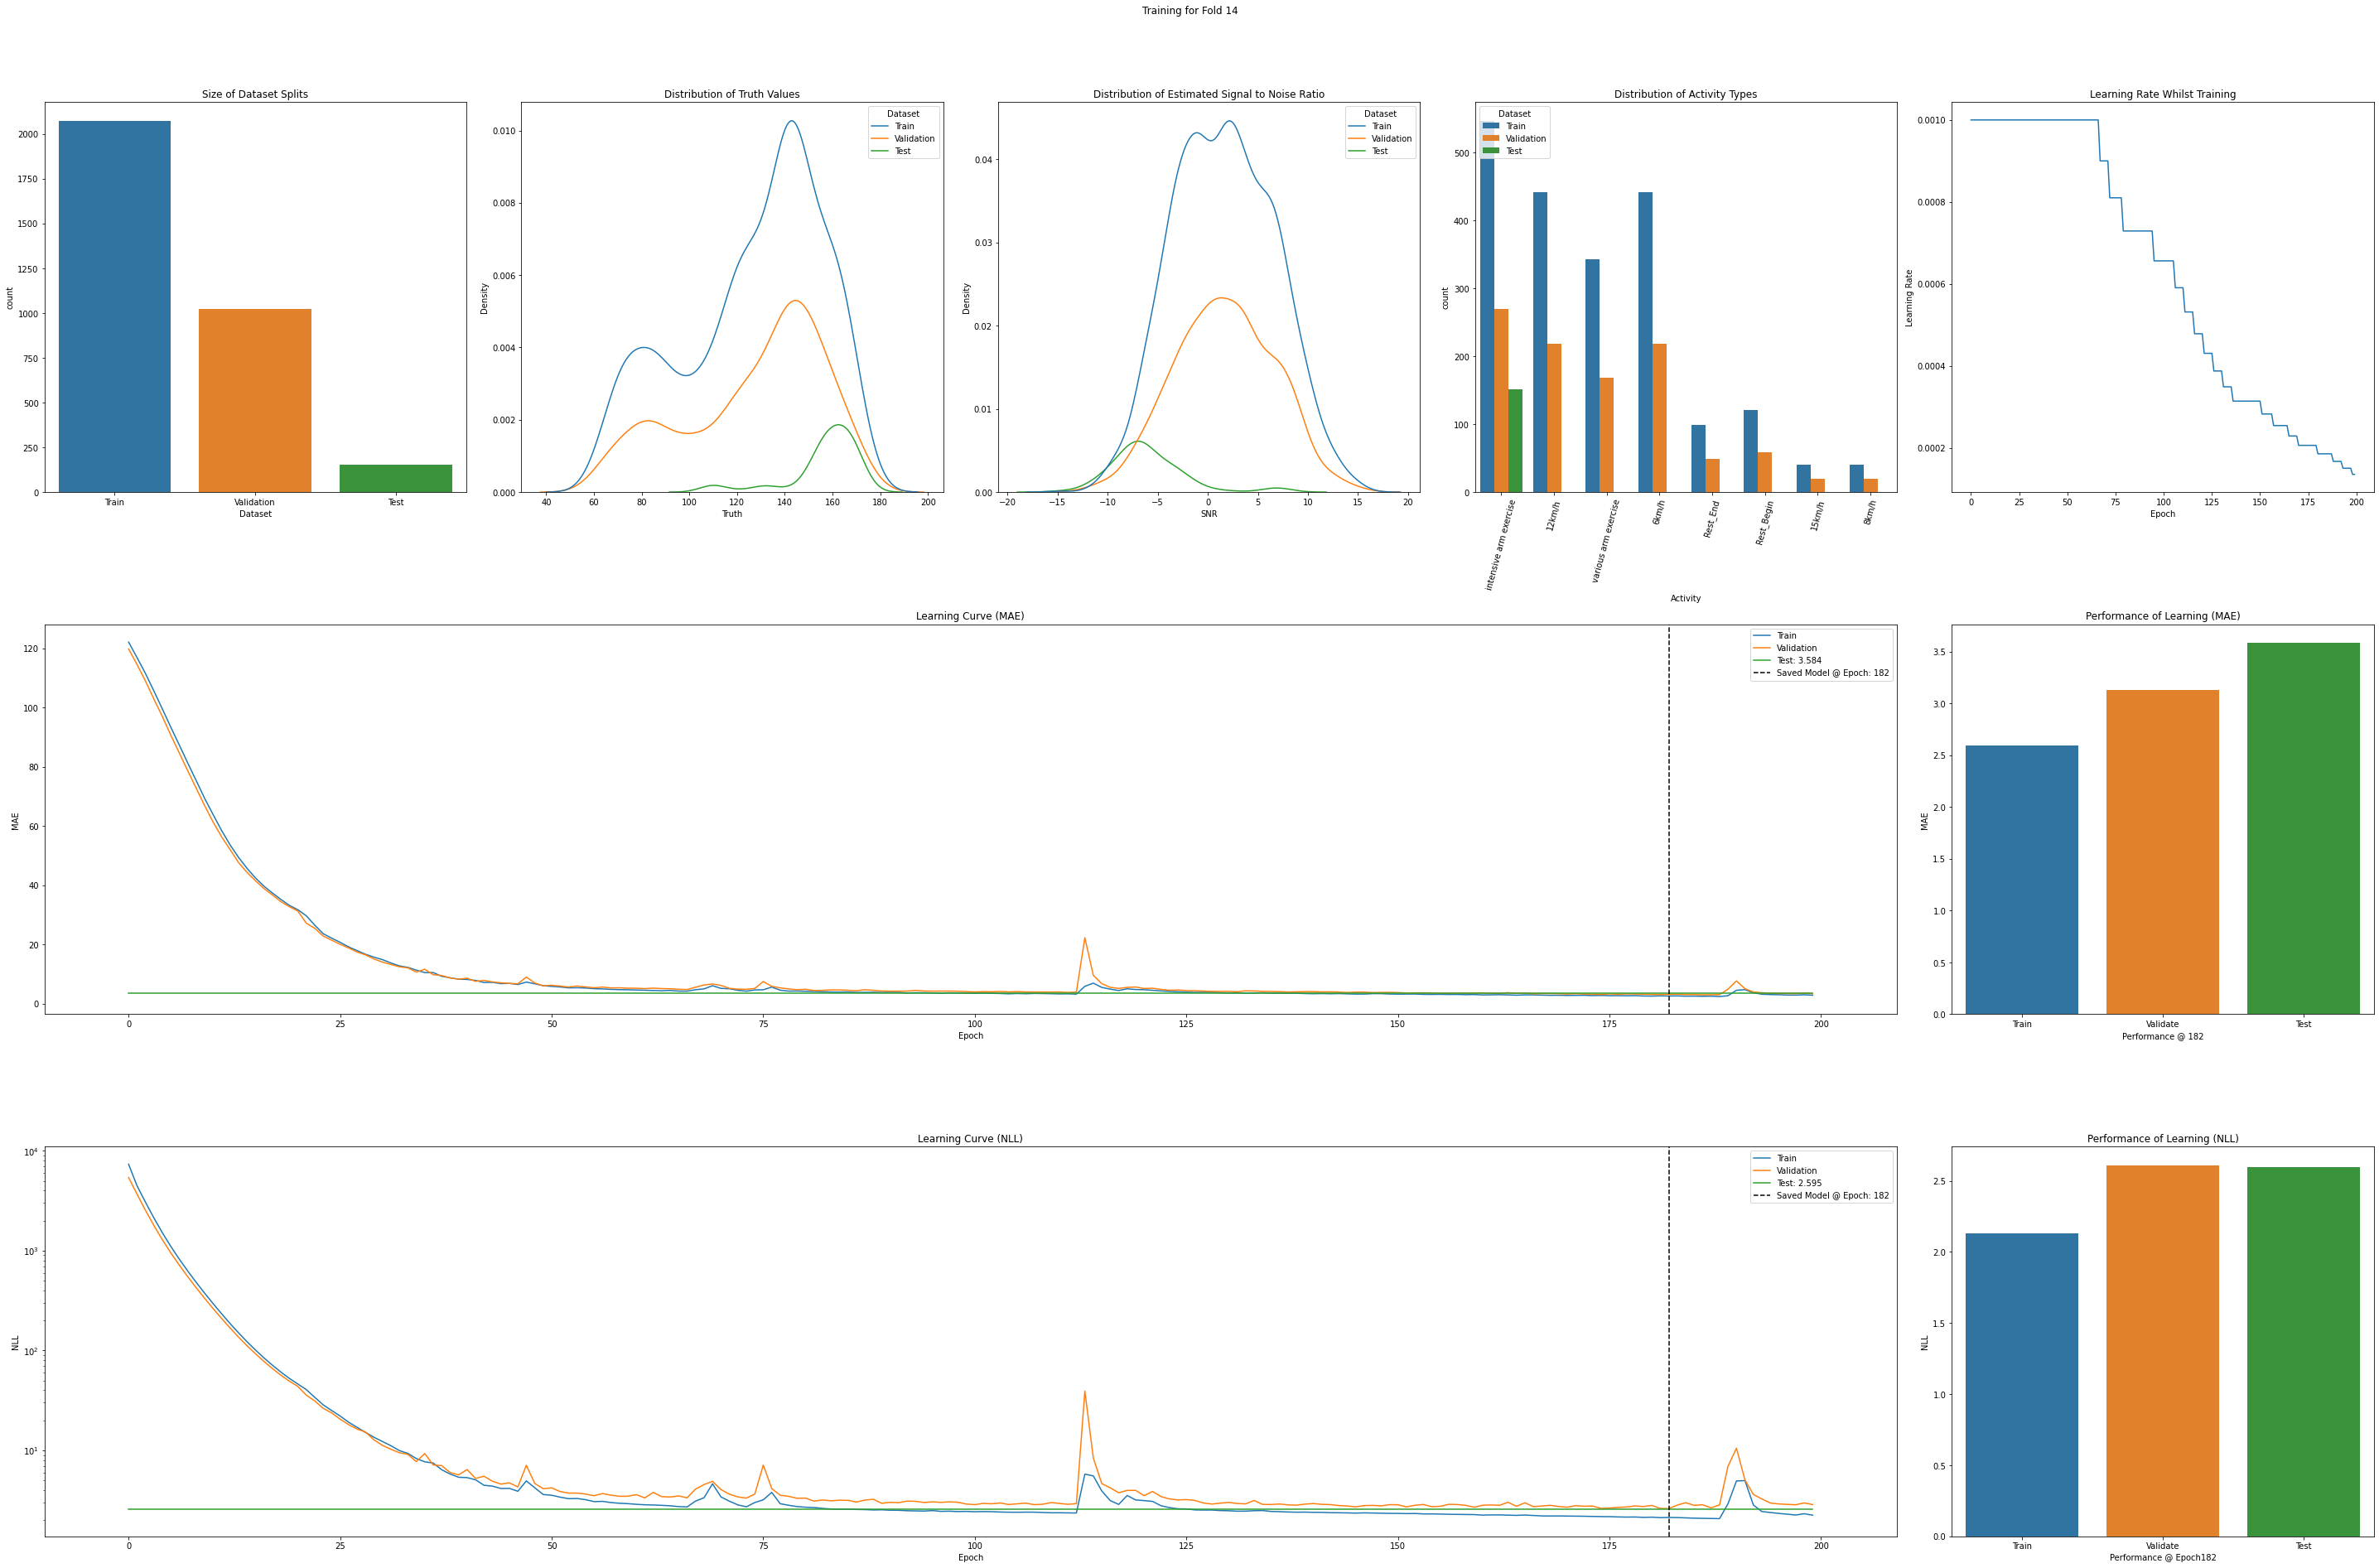 Training for Fold 14
Size of Dataset Splits
count
2000
1750
1500
1250
1000
750
500
250
0
Train Validation Test
Dataset
Distribution of Truth Values
Dataset
Train
Validation
Test
Density
0.010
0.008
0.006
0.004
0.002
0.000
40 60 80 100 120 140 160 180 200
Truth
Distribution of Estimated Signal to Noise Ratio
Dataset
Train
Validation
Test
Density
0.04
0.03
0.02
0.01
0.00
−20 −15 −10 −5 0 5 10 15 20
SNR
Distribution of Activity Types
Dataset
Train
Validation
Test
count
500
400
300
200
100
0
intensive arm exercise
12km/h
various arm exercise
6km/h
Rest_End
Rest_Begin
15km/h
8km/h
Activity
Learning Rate Whilst Training
Learning Rate
0.0010
0.0008
0.0006
0.0004
0.0002
0 25 50 75 100 125 150 175 200
Epoch
Learning Curve (MAE)
Train
Validation
Test: 3.584
Saved Model @ Epoch: 182
MAE
120
100
80
60
40
20
0
0 25 50 75 100 125 150 175 200
Epoch
Performance of Learning (MAE)
MAE
3.5
3.0
2.5
2.0
1.5
1.0
0.5
0.0
Train Validate Test
Performance @ 182
Learning Curve (NLL)
Train
Validation
Test: 2.595
Saved Model @ Epoch: 182
NLL
10⁴
10³
10²
10¹
0 25 50 75 100 125 150 175 200
Epoch
Performance of Learning (NLL)
NLL
2.5
2.0
1.5
1.0
0.5
0.0
Train Validate Test
Performance @ Epoch182